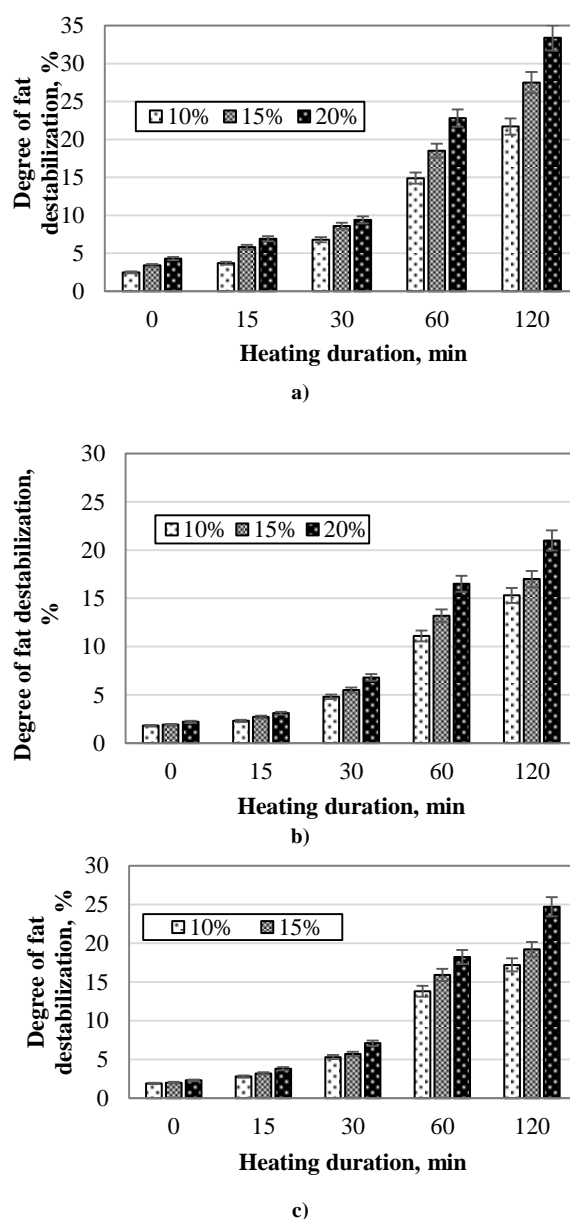 35
30
25
20
15
10
5
0
Degree of fat
destabilization, %
10% 15% 20%
0 15 30 60 120
Heating duration, min
a)
30
25
20
15
10
5
0
Degree of fat destabilization,
%
10% 15% 20%
0 15 30 60 120
Heating duration, min
b)
30
25
20
15
10
5
0
Degree of fat
destabilization, %
10% 15%
0 15 30 60 120
Heating duration, min
c)